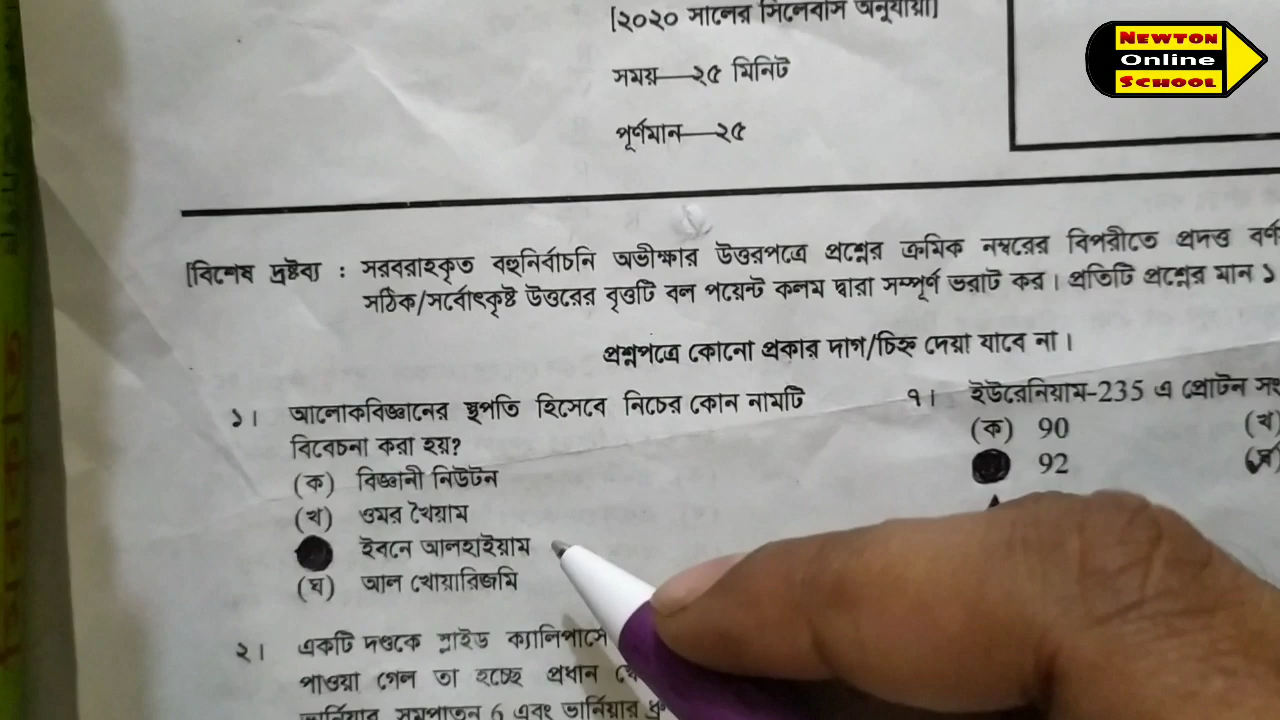 [২০২০ সালের সিলেবাস অনুযায়ী]
সময়—২৫ মিনিট
পূর্ণমান—২৫
NEWTON
Online
SCHOOL
[বিশেষ দ্রষ্টব্য : সরবরাহকৃত বহুনির্বাচনি অভীক্ষার উত্তরপত্রে প্রশ্নের ক্রমিক নম্বরের বিপরীতে প্রদত্ত
সঠিক/সর্বোৎকৃষ্ট উত্তরের বৃত্তটি বল পয়েন্ট কলম দ্বারা সম্পূর্ণ ভরাট কর। প্রতিটি প্রশ্নের মান ১
প্রশ্নপত্রে কোনো প্রকার দাগ/চিহ্ন দেয়া যাবে না।
১। আলোকবিজ্ঞানের স্থপতি হিসেবে নিচের কোন নামটি
বিবেচনা করা হয়?
(ক) বিজ্ঞানী নিউটন
(খ) ওমর খৈয়াম
ইবনে আলহাইয়াম
(ঘ) আল খোয়ারিজমি
২। একটি দণ্ডকে স্লাইড ক্যালিপার্সে
পাওয়া গেল তা হচ্ছে প্রধান
ভার্নিয়ার সমপাতন 6 এবং ভার্নিয়ার
৭। ইউরেনিয়াম-235 এ প্রোটন
(ক) 90 (খ)
92 (ঘ)